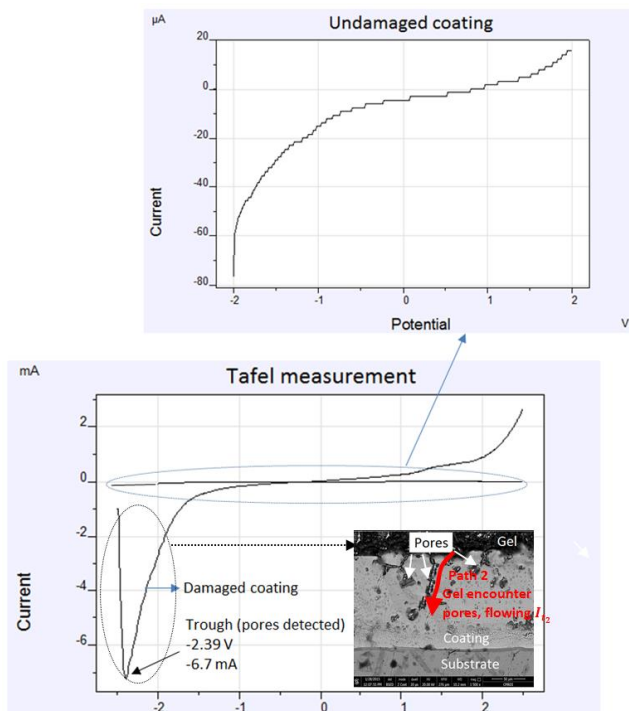 µA
Undamaged coating
20
0
-20
-40
-60
-80
Current
-2
-1
0
1
2
Potential
V
mA
Tafel measurement
2
0
-2
-4
-6
Current
Damaged coating
Trough (pores detected)
-2.39 V
-6.7 mA
Pores
Gel
Path 2
Gel encounter
pores, flowing I
Coating
Substrate
-2
-1
0
1
2